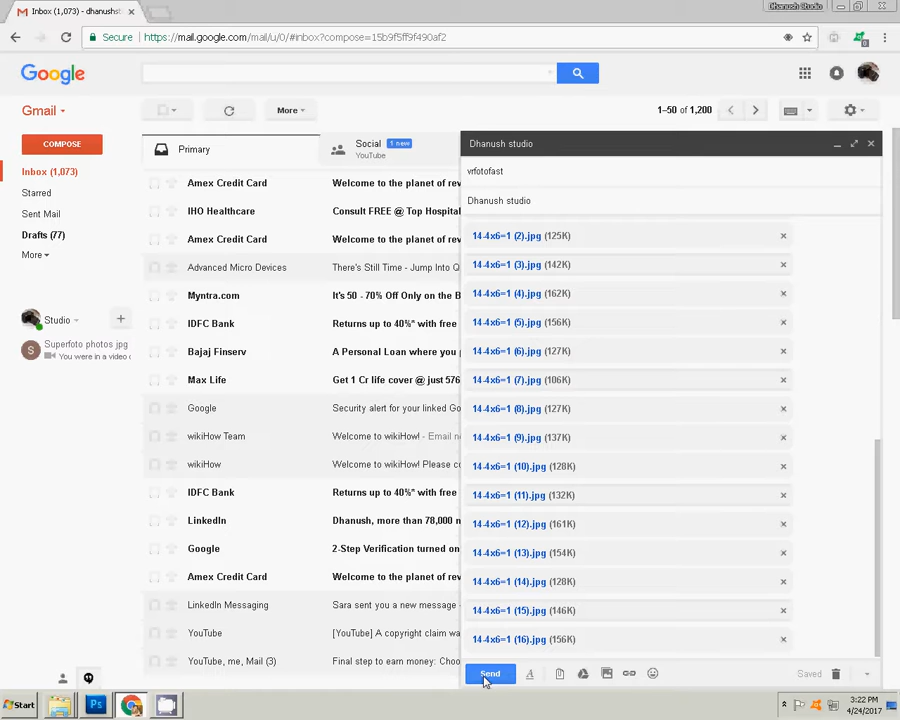 Inbox (1,073) - dhanushst
Dhanush Studio
Secure
https://mail.google.com/mail/u/0/#inbox?compose=15b9f5ff9f490af2
Google
Gmail
More
1–50 of 1,200
COMPOSE
Inbox (1,073)
Starred
Sent Mail
Drafts (77)
More
Studio
Superfoto photos jpg
You were in a video c
Primary
Social 1 new
YouTube
Amex Credit Card Welcome to the planet of rev
IHO Healthcare Consult FREE @ Top Hospital
Amex Credit Card Welcome to the planet of rev
Advanced Micro Devices There's Still Time - Jump Into Q
Myntra.com It's 50 - 70% Off Only on the B
IDFC Bank Returns up to 40%* with free
Bajaj Finserv A Personal Loan where you p
Max Life Get 1 Cr life cover @ just 576
Google Security alert for your linked Go
wikiHow Team Welcome to wikiHow! - Email n
wikiHow Welcome to wikiHow! Please co
IDFC Bank Returns up to 40%* with free
LinkedIn Dhanush, more than 78,000 n
Google 2-Step Verification turned on
Amex Credit Card Welcome to the planet of rev
LinkedIn Messaging Sara sent you a new message -
YouTube [YouTube] A copyright claim wa
YouTube, me, Mail (3) Final step to earn money: Choos
Dhanush studio
vrfotofast
Dhanush studio
14-4x6=1 (2).jpg (125K)
14-4x6=1 (3).jpg (142K)
14-4x6=1 (4).jpg (162K)
14-4x6=1 (5).jpg (156K)
14-4x6=1 (6).jpg (127K)
14-4x6=1 (7).jpg (106K)
14-4x6=1 (8).jpg (127K)
14-4x6=1 (9).jpg (137K)
14-4x6=1 (10).jpg (128K)
14-4x6=1 (11).jpg (132K)
14-4x6=1 (12).jpg (161K)
14-4x6=1 (13).jpg (154K)
14-4x6=1 (14).jpg (128K)
14-4x6=1 (15).jpg (146K)
14-4x6=1 (16).jpg (156K)
Send
Saved
Start
Ps
3:22 PM
4/24/2017